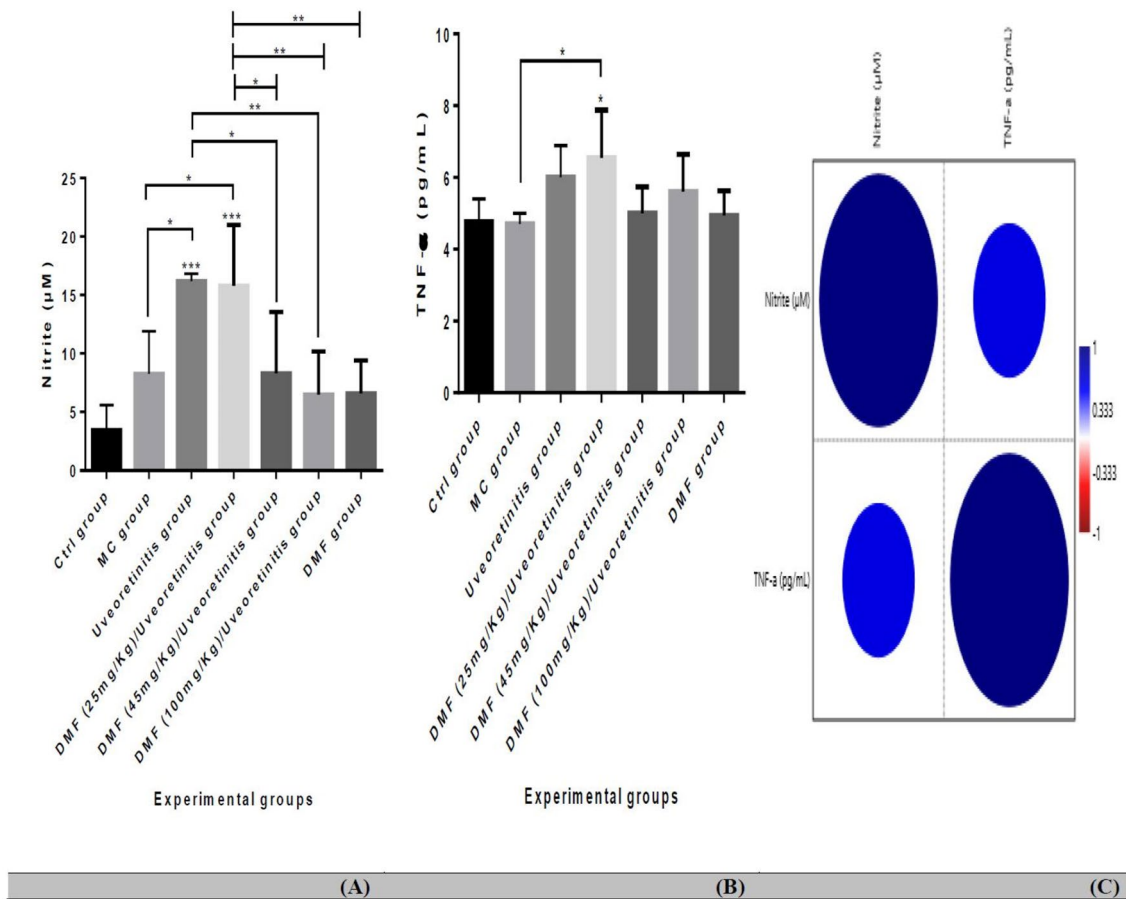 **
**
*
**
*
*
*
***
***
25
20
15
10
5
0
Nitrite (µM)
Ctrl group
MC group
Uveoretinitis group
DMF (25mg/Kg)/Uveoretinitis group
DMF (45mg/Kg)/Uveoretinitis group
DMF (100mg/Kg)/Uveoretinitis group
DMF group
Experimental groups
(A)
*
*
10
8
6
4
2
0
TNF-α (pg/mL)
Ctrl group
MC group
Uveoretinitis group
DMF (25mg/Kg)/Uveoretinitis group
DMF (45mg/Kg)/Uveoretinitis group
DMF (100mg/Kg)/Uveoretinitis group
DMF group
Experimental groups
(B)
Nitrite (µM)
TNF-a (pg/mL)
Nitrite (µM)
TNF-a (pg/mL)
1
0.333
-0.333
-1
(C)